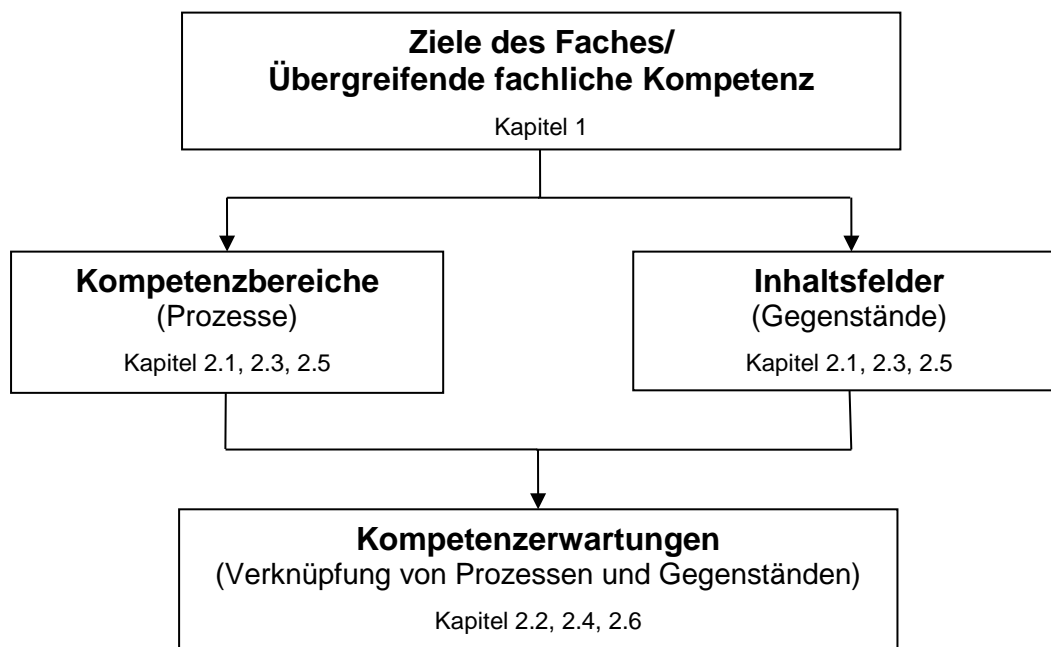 Ziele des Faches/
Übergreifende fachliche Kompetenz
Kapitel 1
Kompetenzbereiche
(Prozesse)
Kapitel 2.1, 2.3, 2.5
Inhaltsfelder
(Gegenstände)
Kapitel 2.1, 2.3, 2.5
Kompetenzerwartungen
(Verknüpfung von Prozessen und Gegenständen)
Kapitel 2.2, 2.4, 2.6